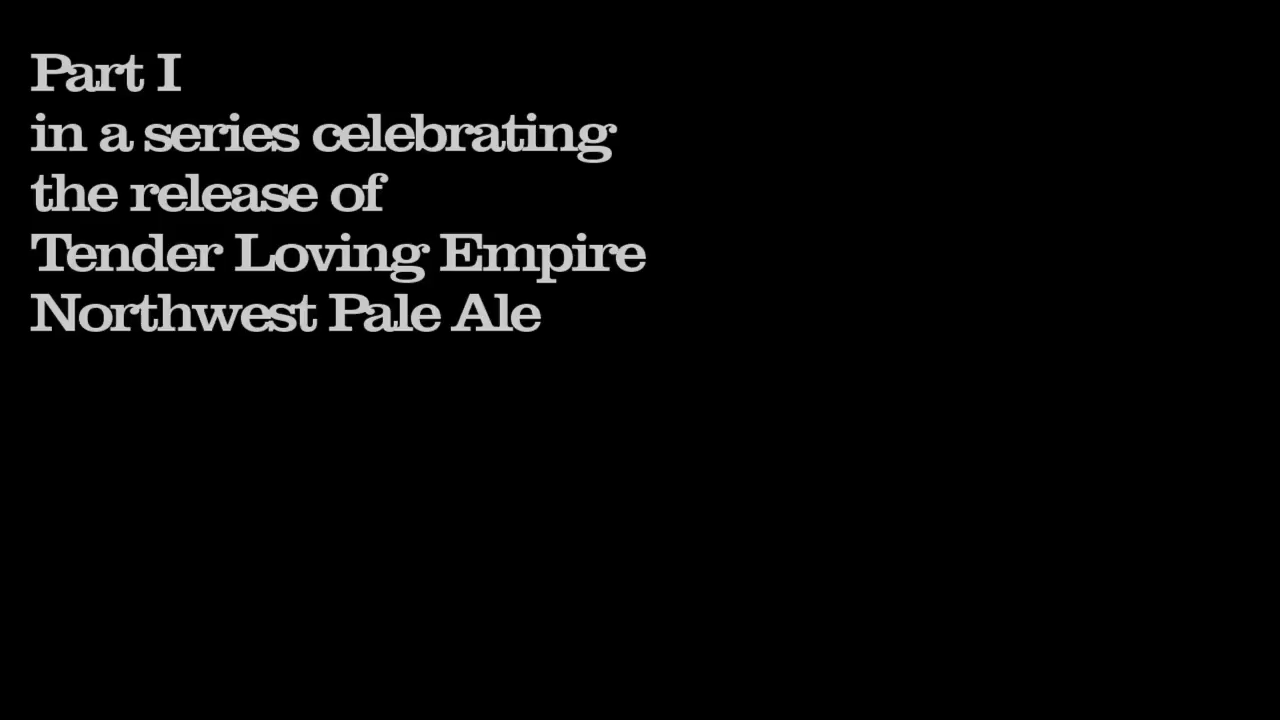 Part I
in a series celebrating
the release of
Tender Loving Empire
Northwest Pale Ale